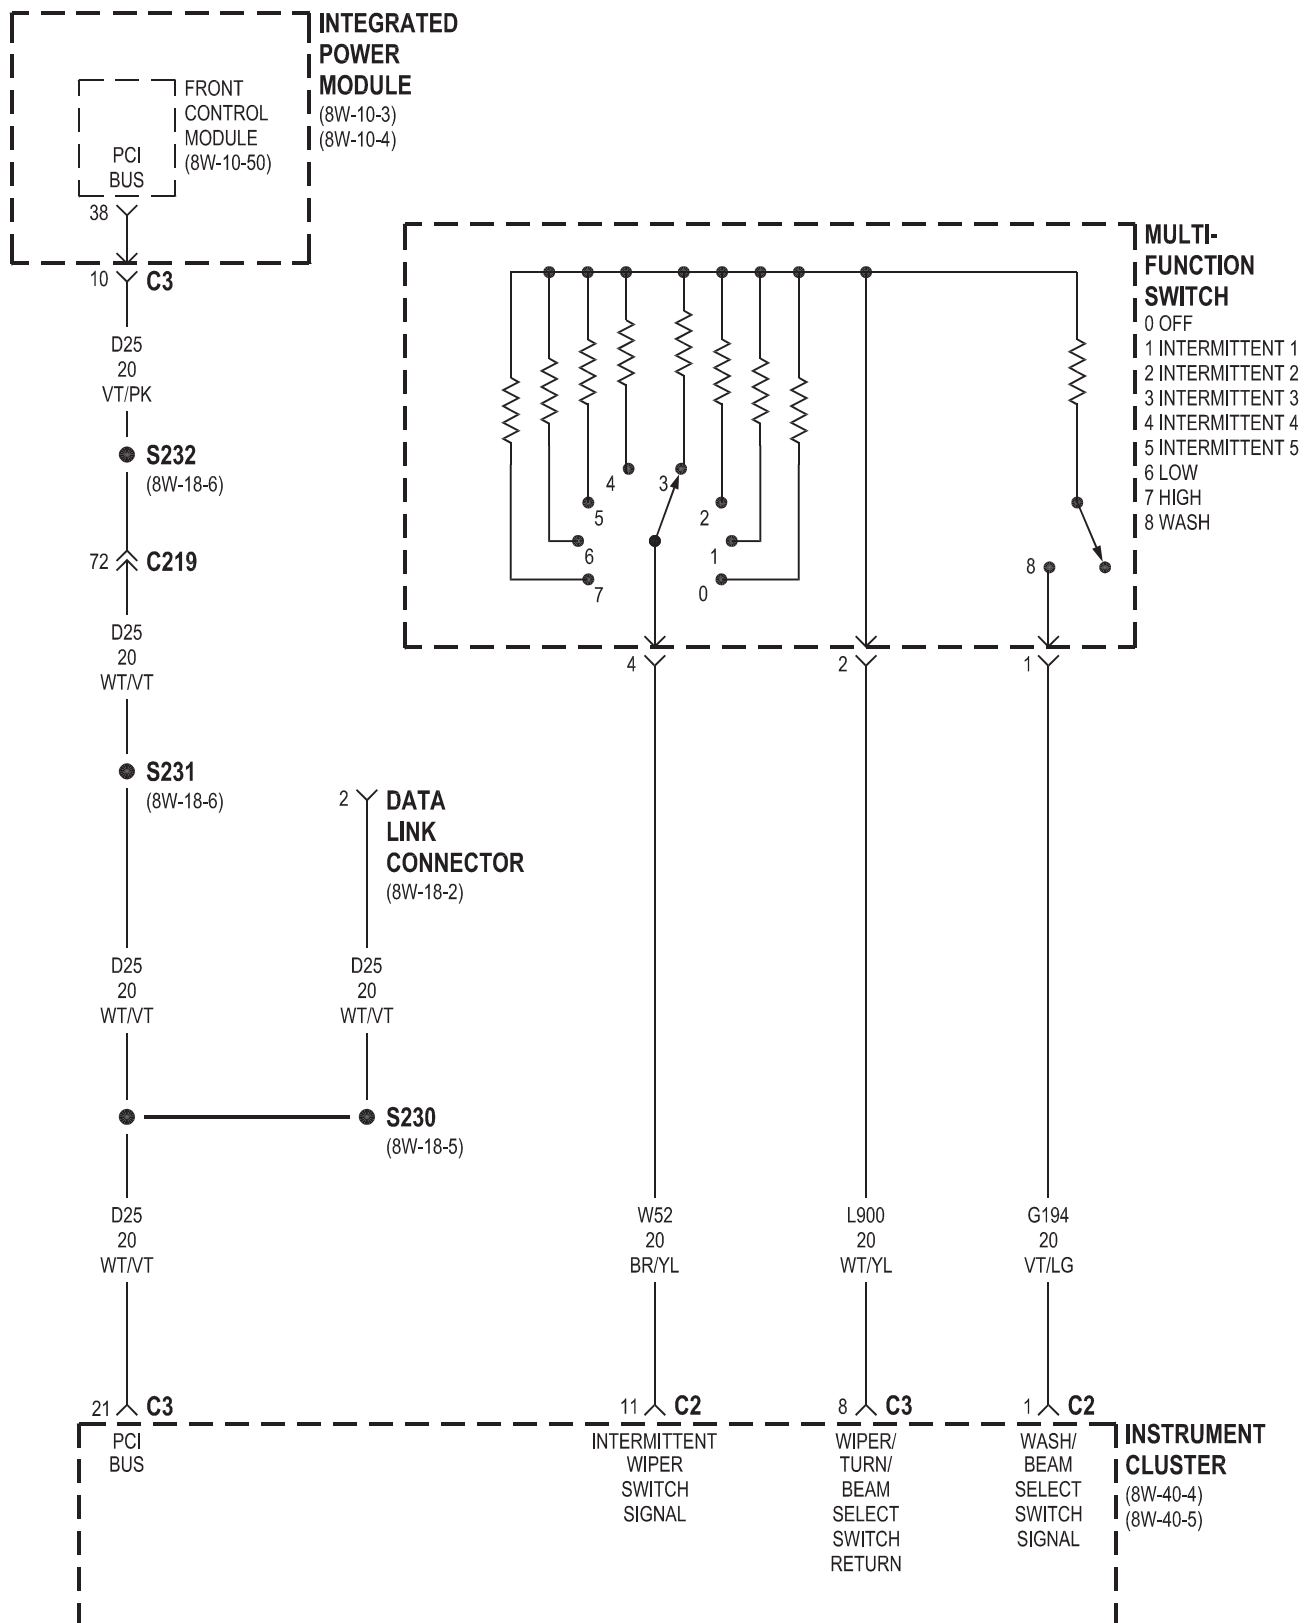 INTEGRATED
POWER
MODULE
(8W-10-3)
(8W-10-4)
FRONT
CONTROL
MODULE
(8W-10-50)
PCI
BUS
38
10
C3
D25
20
VT/PK
S232
(8W-18-6)
72
C219
D25
20
WT/VT
S231
(8W-18-6)
2
DATA
LINK
CONNECTOR
(8W-18-2)
D25
20
WT/VT
D25
20
WT/VT
S230
(8W-18-5)
D25
20
WT/VT
21
C3
PCI
BUS
MULTI-
FUNCTION
SWITCH
0 OFF
1 INTERMITTENT 1
2 INTERMITTENT 2
3 INTERMITTENT 3
4 INTERMITTENT 4
5 INTERMITTENT 5
6 LOW
7 HIGH
8 WASH
4
3
5
2
6
1
7
0
8
4
2
1
W52
20
BR/YL
L900
20
WT/YL
G194
20
VT/LG
11
C2
8
C3
1
C2
INTERMITTENT
WIPER
SWITCH
SIGNAL
WIPER/
TURN/
BEAM
SELECT
SWITCH
RETURN
WASH/
BEAM
SELECT
SWITCH
SIGNAL
INSTRUMENT
CLUSTER
(8W-40-4)
(8W-40-5)